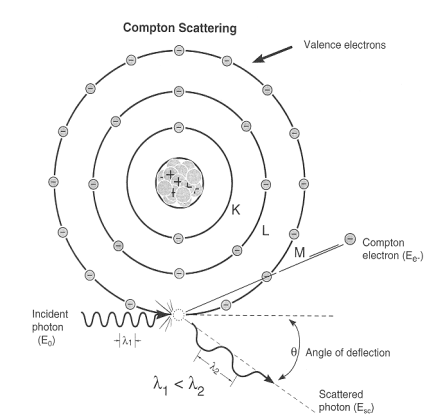 Compton Scattering
Valence electrons
K
L
M
Compton
electron (Ee-)
Incident
photon
(E0)
λ1
θ
Angle of deflection
λ2
λ1 < λ2
Scattered
photon (Esc)